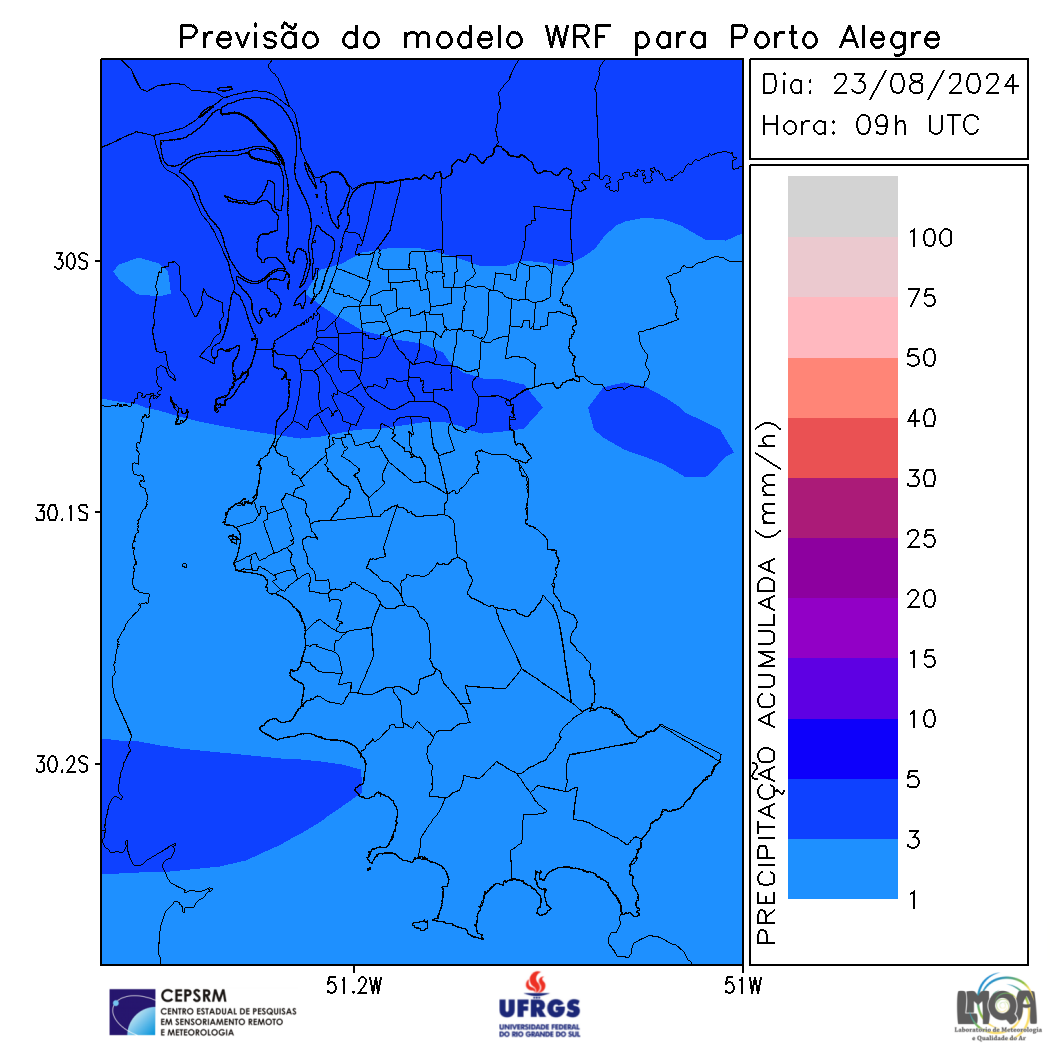 Previsão do modelo WRF para Porto Alegre
Dia: 23/08/2024
Hora: 09h UTC
100
75
50
40
30
25
20
15
10
5
3
1
PRECIPITAÇÃO ACUMULADA (mm/h)
30S
30.1S
30.2S
51.2W
51W
CEPSRM
CENTRO ESTADUAL DE PESQUISAS
EM SENSORIAMENTO REMOTO
E METEOROLOGIA
UFRGS
UNIVERSIDADE FEDERAL
DO RIO GRANDE DO SUL
LMQA
Laboratório de Meteorologia
e Qualidade do Ar